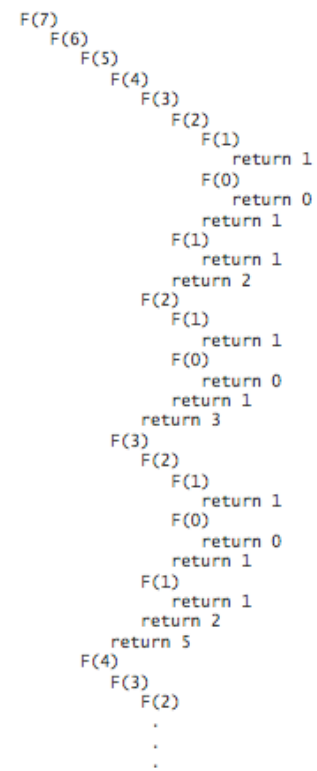 F(7)
F(6)
F(5)
F(4)
F(3)
F(2)
F(1)
return 1
F(0)
return 0
return 1
F(1)
return 1
return 2
F(2)
F(1)
return 1
F(0)
return 0
return 1
return 3
F(3)
F(2)
F(1)
return 1
F(0)
return 0
return 1
F(1)
return 1
return 2
return 5
F(4)
F(3)
F(2)
.
.
.